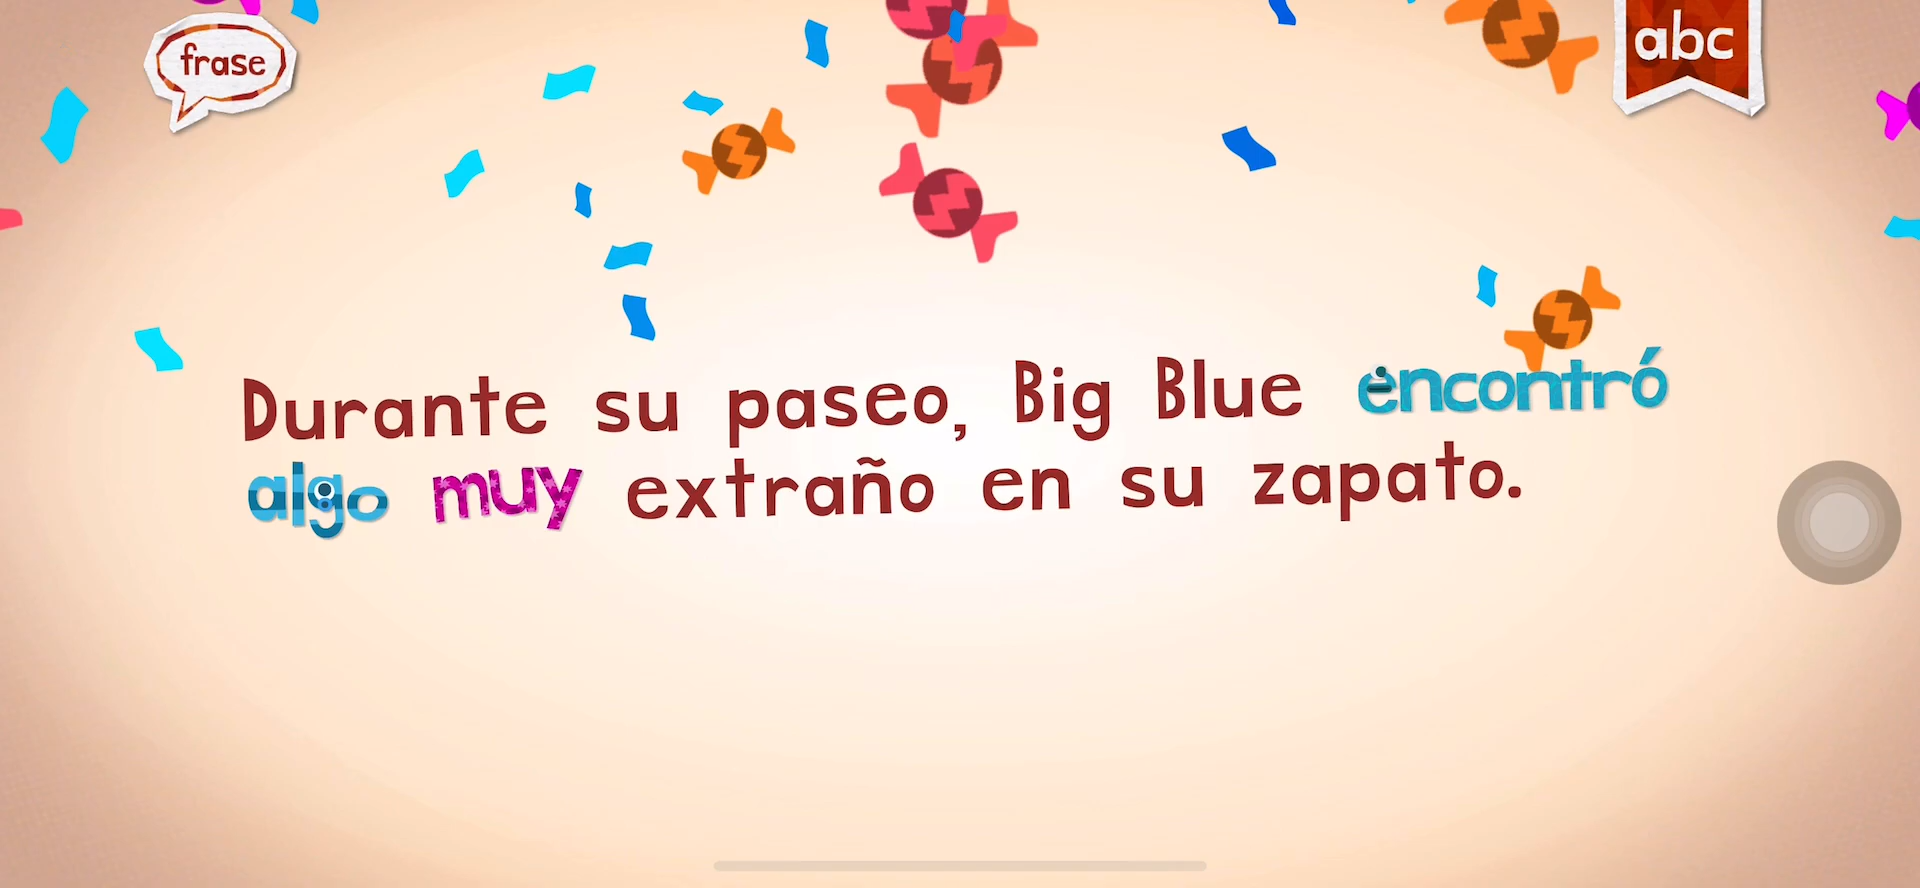 frase
abc
Durante su paseo, Big Blue encontró
algo muy extraño en su zapato.